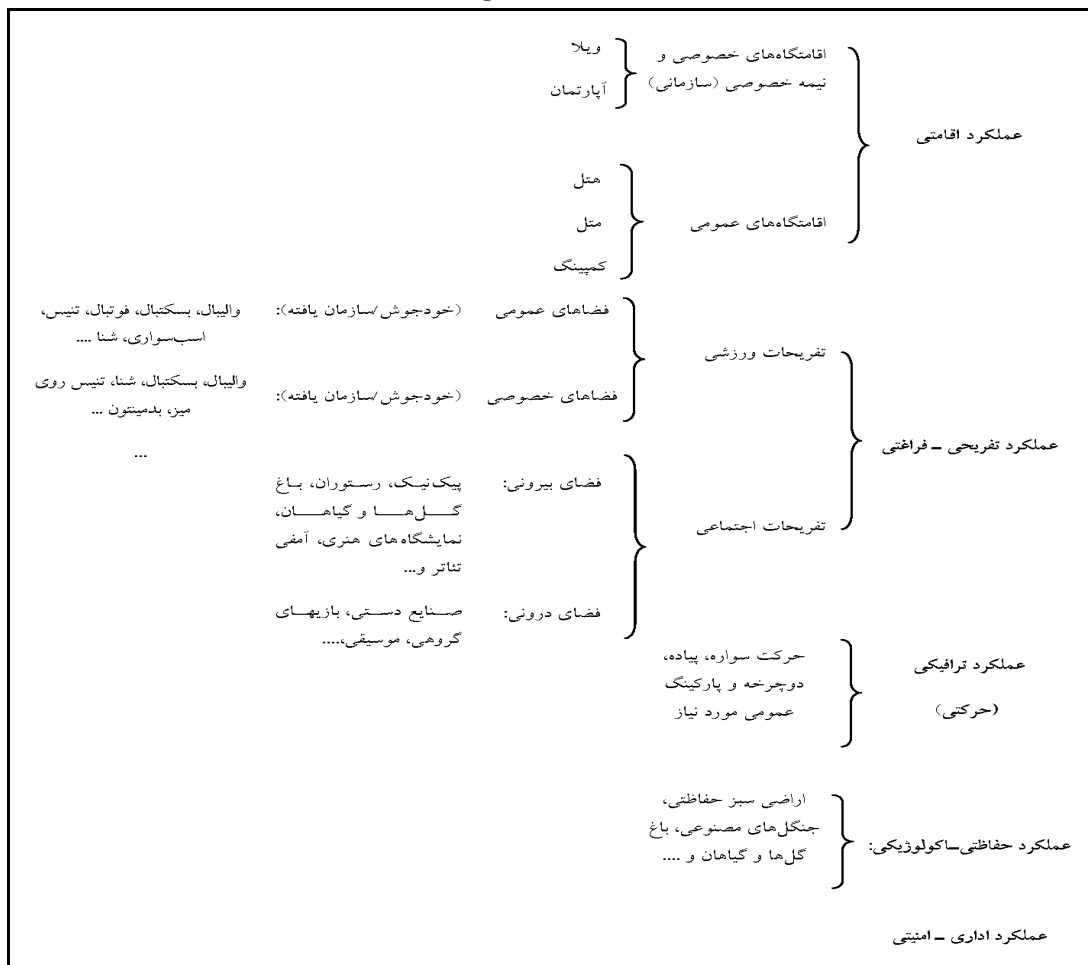 عملکرد اقامتی
اقامتگاه‌های خصوصی و
نیمه خصوصی (سازمانی)
ویلا
آپارتمان
اقامتگاه‌های عمومی
هتل
متل
کمپینگ
عملکرد تفریحی ـ فراغتی
تفریحات ورزشی
فضاهای عمومی (خودجوش/سازمان یافته): والیبال، بسکتبال، فوتبال، تنیس،
اسب‌سواری، شنا ....
فضاهای خصوصی (خودجوش/سازمان یافته): والیبال، بسکتبال، شنا، تنیس روی
میز، بدمینتون ...
...
تفریحات اجتماعی
فضای بیرونی: پیک‌نیک، رستوران، باغ
گل‌ها و گیاهان،
نمایشگاه‌های هنری، آمفی
تئاتر و...
فضای درونی: صنایع دستی، بازیهای
گروهی، موسیقی،....
عملکرد ترافیکی
(حرکتی)
حرکت سواره، پیاده،
دوچرخه و پارکینگ
عمومی مورد نیاز
عملکرد حفاظتی‌ـ‌اکولوژیکی:
اراضی سبز حفاظتی،
جنگل‌های مصنوعی، باغ
گل‌ها و گیاهان و ....
عملکرد اداری ـ امنیتی